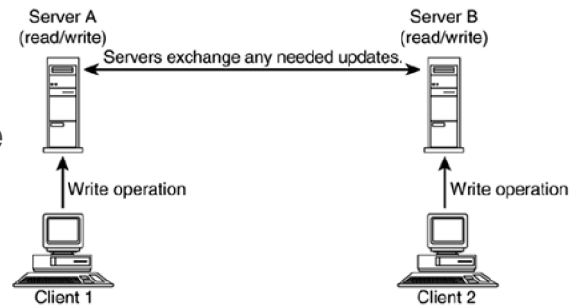 Server A
(read/write)
Server B
(read/write)
Servers exchange any needed updates.
Write operation
Write operation
Client 1
Client 2